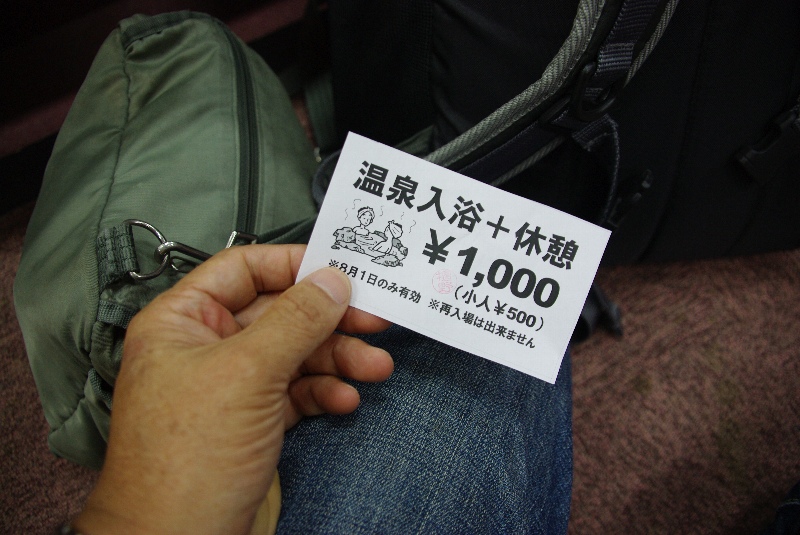 温泉入浴＋休憩
￥1,000
（小人￥500）
※8月1日のみ有効 ※再入場は出来ません